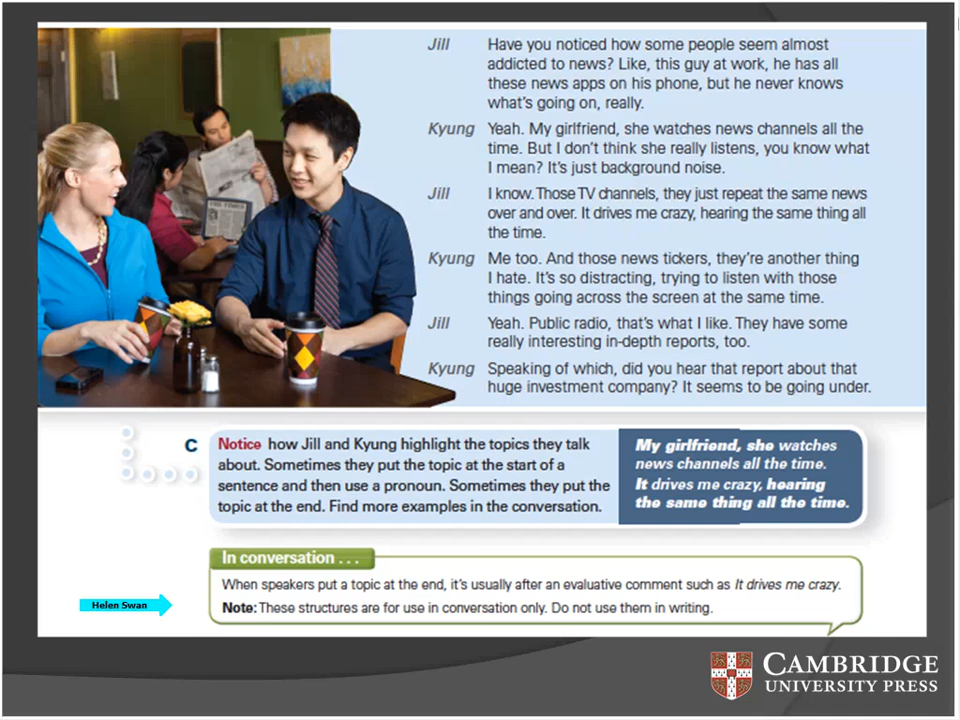 Jill Have you noticed how some people seem almost
addicted to news? Like, this guy at work, he has all
these news apps on his phone, but he never knows
what's going on, really.
Kyung Yeah. My girlfriend, she watches news channels all the
time. But I don't think she really listens, you know what
I mean? It's just background noise.
Jill I know. Those TV channels, they just repeat the same news
over and over. It drives me crazy, hearing the same thing all
the time.
Kyung Me too. And those news tickers, they're another thing
I hate. It's so distracting, trying to listen with those
things going across the screen at the same time.
Jill Yeah. Public radio, that's what I like. They have some
really interesting in-depth reports, too.
Kyung Speaking of which, did you hear that report about that
huge investment company? It seems to be going under.
C Notice how Jill and Kyung highlight the topics they talk
about. Sometimes they put the topic at the start of a
sentence and then use a pronoun. Sometimes they put the
topic at the end. Find more examples in the conversation.
My girlfriend, she watches
news channels all the time.
It drives me crazy, hearing
the same thing all the time.
In conversation . . .
When speakers put a topic at the end, it's usually after an evaluative comment such as It drives me crazy.
Note: These structures are for use in conversation only. Do not use them in writing.
Helen Swan
CAMBRIDGE
UNIVERSITY PRESS